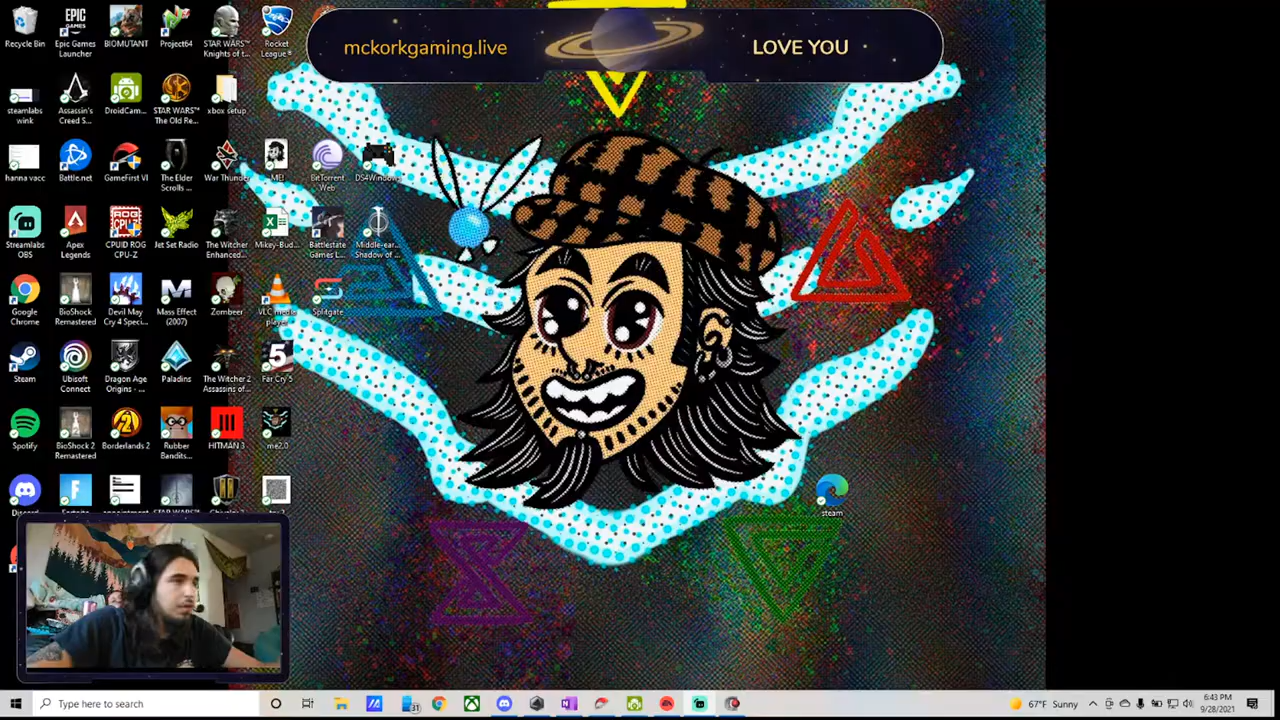 mckorkgaming.live
LOVE YOU
Recycle Bin
Epic Games Launcher
BIOMUTANT
Project64
STAR WARS™ Knights of t...
Rocket League®
steamlabs wink
Assassin's Creed S...
DroidCam...
STAR WARS™ The Old Re...
xbox setup
hanna vacc
Battle.net
GameFirst VI
The Elder Scrolls ...
War Thunder
ME!
BitTorrent Web
DS4Windows
Streamlabs OBS
Apex Legends
CPUID ROG CPU-Z
Jet Set Radio
The Witcher Enhanced...
Mikey-Bud...
Battlestate Games L...
Middle-ear... Shadow of ...
Google Chrome
BioShock Remastered
Devil May Cry 4 Speci...
Mass Effect (2007)
Zombeer
VLC media player
Splitgate
Steam
Ubisoft Connect
Dragon Age Origins - ...
Paladins
The Witcher 2 Assassins of...
Far Cry 5
Spotify
BioShock 2 Remastered
Borderlands 2
Rubber Bandits...
HITMAN 3
me2.0
Discord
Fortnite
appointment
STAR WARS™
steam
Type here to search
67°F Sunny
6:43 PM
9/28/2021